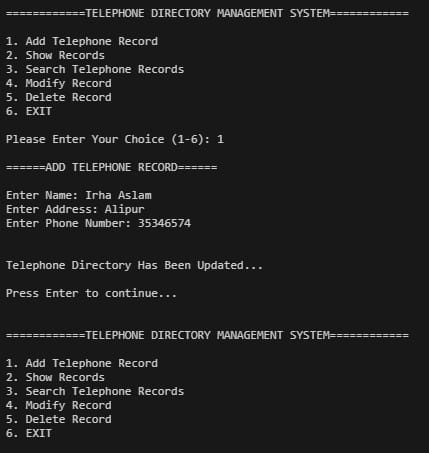 ============TELEPHONE DIRECTORY MANAGEMENT SYSTEM============
1. Add Telephone Record
2. Show Records
3. Search Telephone Records
4. Modify Record
5. Delete Record
6. EXIT
Please Enter Your Choice (1-6): 1
======ADD TELEPHONE RECORD======
Enter Name: Irha Aslam
Enter Address: Alipur
Enter Phone Number: 35346574
Telephone Directory Has Been Updated...
Press Enter to continue...
============TELEPHONE DIRECTORY MANAGEMENT SYSTEM============
1. Add Telephone Record
2. Show Records
3. Search Telephone Records
4. Modify Record
5. Delete Record
6. EXIT